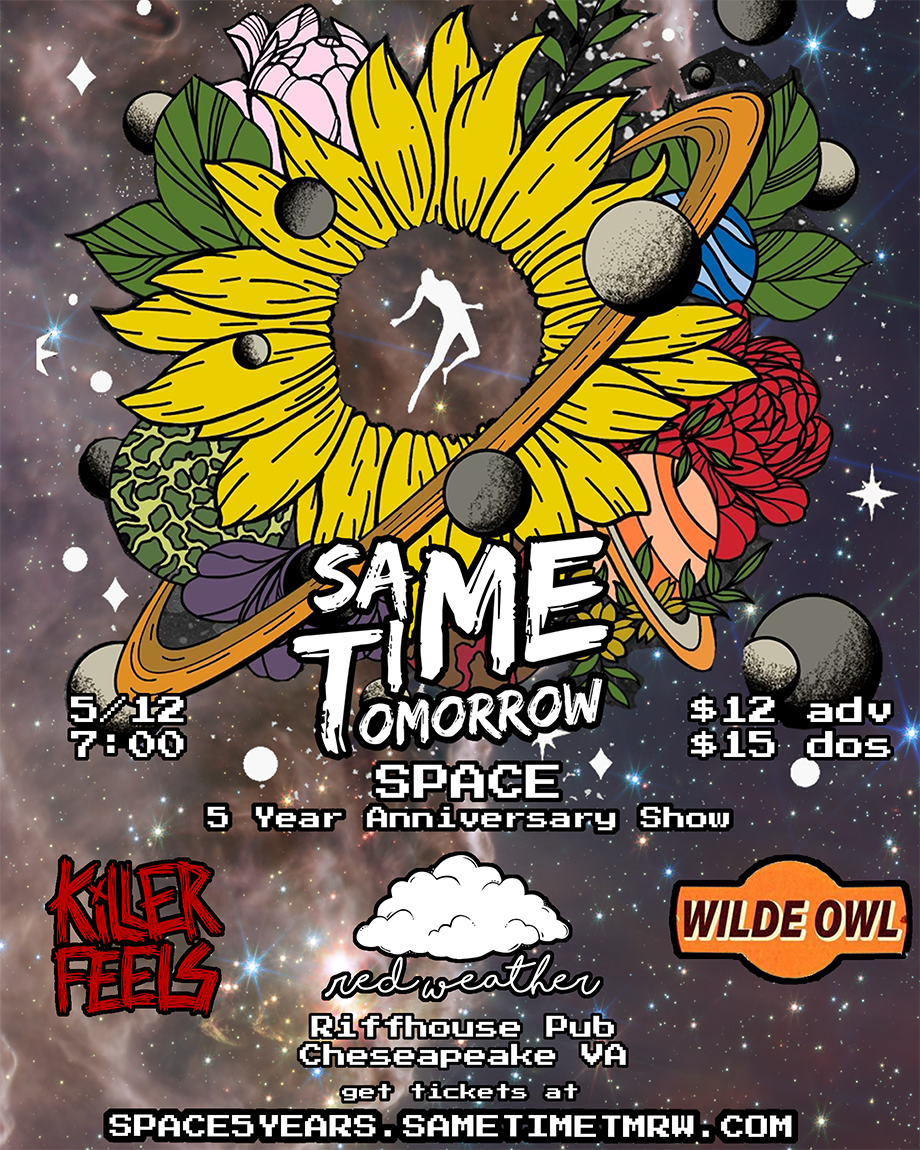 SAME
TIME
TOMORROW
5/12
7:00
$12 adv
$15 dos
SPACE
5 Year Anniversary Show
KILLER
FEELS
red weather
WILDE OWL
Riffhouse Pub
Cheseapeake VA
get tickets at
SPACE5YEARS.SAMETIMETMRW.COM